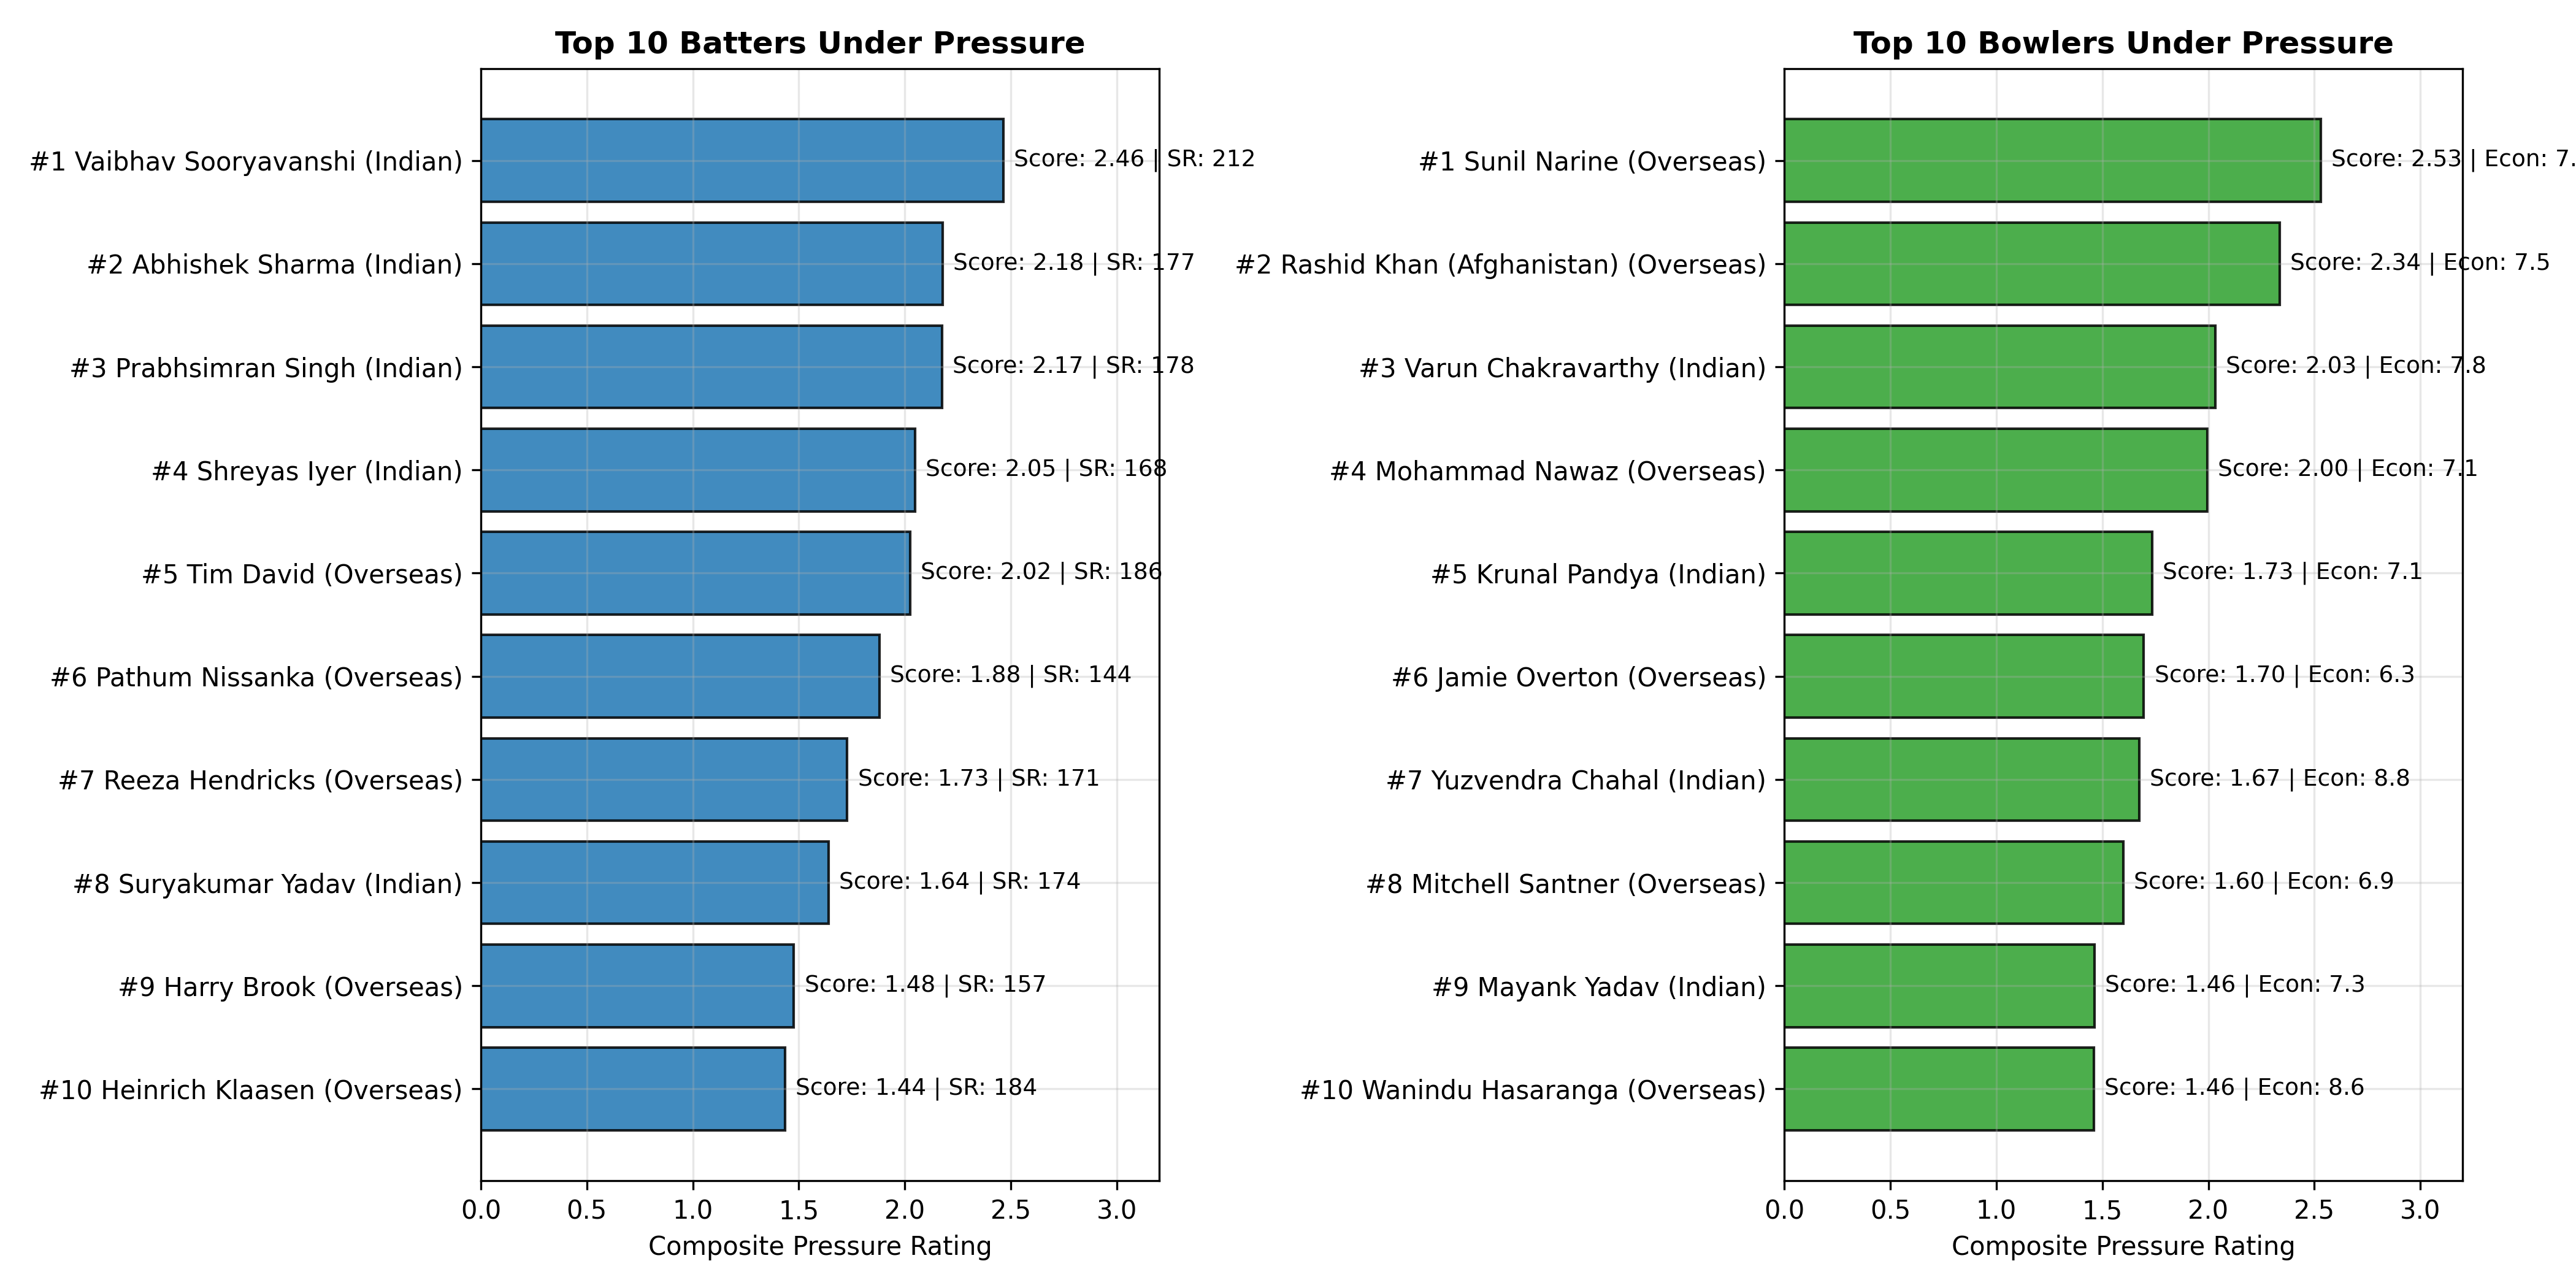 Top 10 Batters Under Pressure
#1 Vaibhav Sooryavanshi (Indian) Score: 2.46 | SR: 212
#2 Abhishek Sharma (Indian) Score: 2.18 | SR: 177
#3 Prabhsimran Singh (Indian) Score: 2.17 | SR: 178
#4 Shreyas Iyer (Indian) Score: 2.05 | SR: 168
#5 Tim David (Overseas) Score: 2.02 | SR: 186
#6 Pathum Nissanka (Overseas) Score: 1.88 | SR: 144
#7 Reeza Hendricks (Overseas) Score: 1.73 | SR: 171
#8 Suryakumar Yadav (Indian) Score: 1.64 | SR: 174
#9 Harry Brook (Overseas) Score: 1.48 | SR: 157
#10 Heinrich Klaasen (Overseas) Score: 1.44 | SR: 184
0.0 0.5 1.0 1.5 2.0 2.5 3.0
Composite Pressure Rating
Top 10 Bowlers Under Pressure
#1 Sunil Narine (Overseas) Score: 2.53 | Econ: 7.
#2 Rashid Khan (Afghanistan) (Overseas) Score: 2.34 | Econ: 7.5
#3 Varun Chakravarthy (Indian) Score: 2.03 | Econ: 7.8
#4 Mohammad Nawaz (Overseas) Score: 2.00 | Econ: 7.1
#5 Krunal Pandya (Indian) Score: 1.73 | Econ: 7.1
#6 Jamie Overton (Overseas) Score: 1.70 | Econ: 6.3
#7 Yuzvendra Chahal (Indian) Score: 1.67 | Econ: 8.8
#8 Mitchell Santner (Overseas) Score: 1.60 | Econ: 6.9
#9 Mayank Yadav (Indian) Score: 1.46 | Econ: 7.3
#10 Wanindu Hasaranga (Overseas) Score: 1.46 | Econ: 8.6
0.0 0.5 1.0 1.5 2.0 2.5 3.0
Composite Pressure Rating